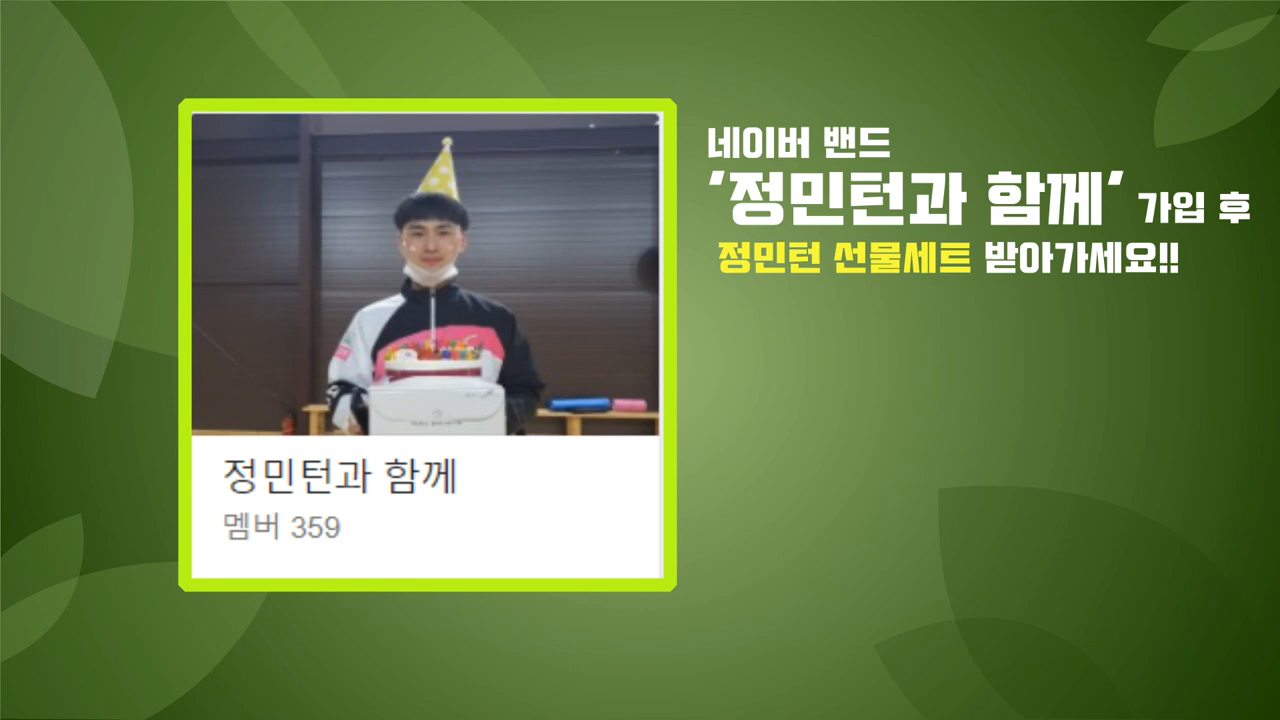 네이버 밴드
'정민턴과 함께' 가입 후
정민턴 선물세트 받아가세요!!
정민턴과 함께
멤버 359